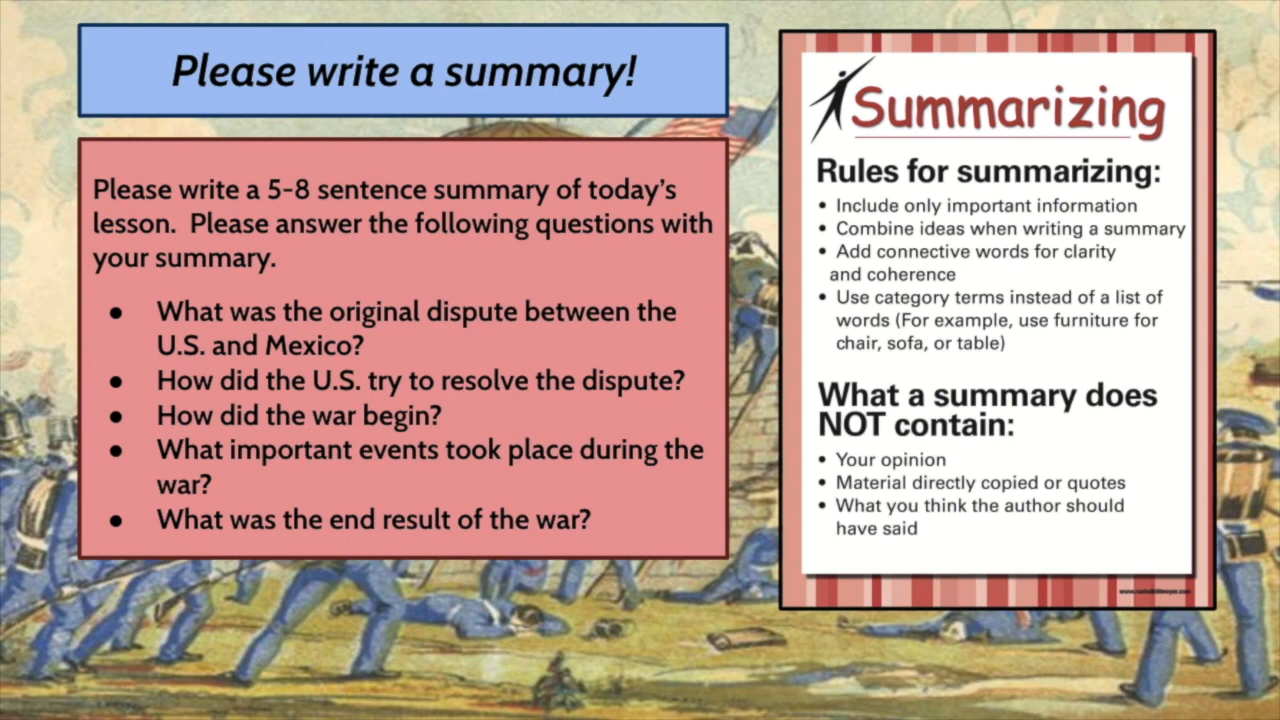 Please write a summary!
Please write a 5-8 sentence summary of today's
lesson.  Please answer the following questions with
your summary.
● What was the original dispute between the
U.S. and Mexico?
● How did the U.S. try to resolve the dispute?
● How did the war begin?
● What important events took place during the
war?
● What was the end result of the war?
Summarizing
Rules for summarizing:
• Include only important information
• Combine ideas when writing a summary
• Add connective words for clarity
and coherence
• Use category terms instead of a list of
words (For example, use furniture for
chair, sofa, or table)
What a summary does
NOT contain:
• Your opinion
• Material directly copied or quotes
• What you think the author should
have said